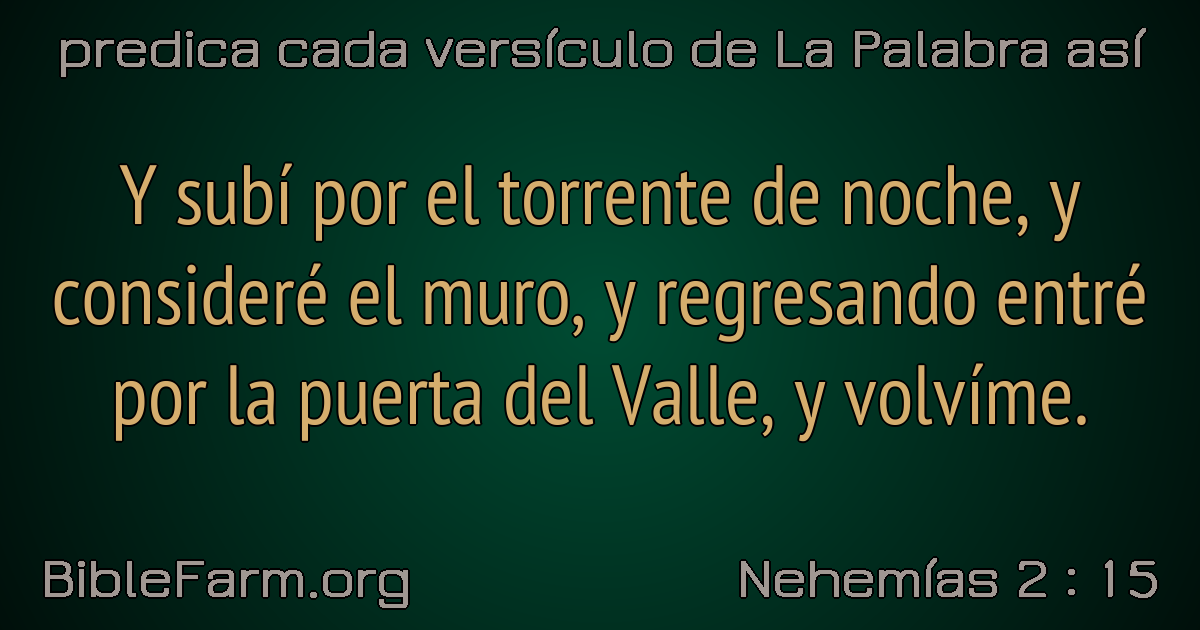 predica cada versículo de La Palabra así
Y subí por el torrente de noche, y
consideré el muro, y regresando entré
por la puerta del Valle, y volvíme.
BibleFarm.org
Nehemías 2 : 15